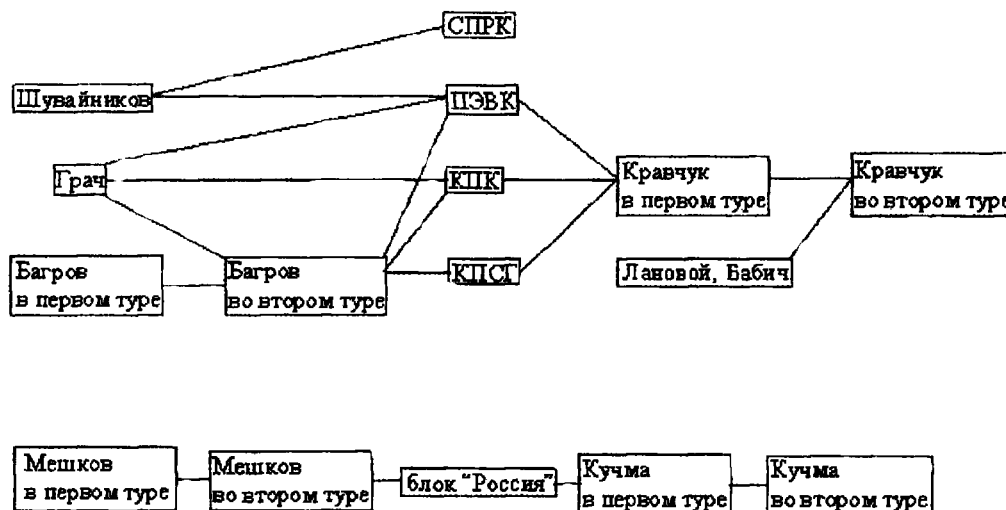 СПРК
Шувайников
ПЭВК
Грач
КПК
Кравчук
в первом туре
Кравчук
во втором туре
Багров
в первом туре
Багров
во втором туре
КПСГ
Лановой, Бабич
Мешков
в первом туре
Мешков
во втором туре
блок "Россия"
Кучма
в первом туре
Кучма
во втором туре